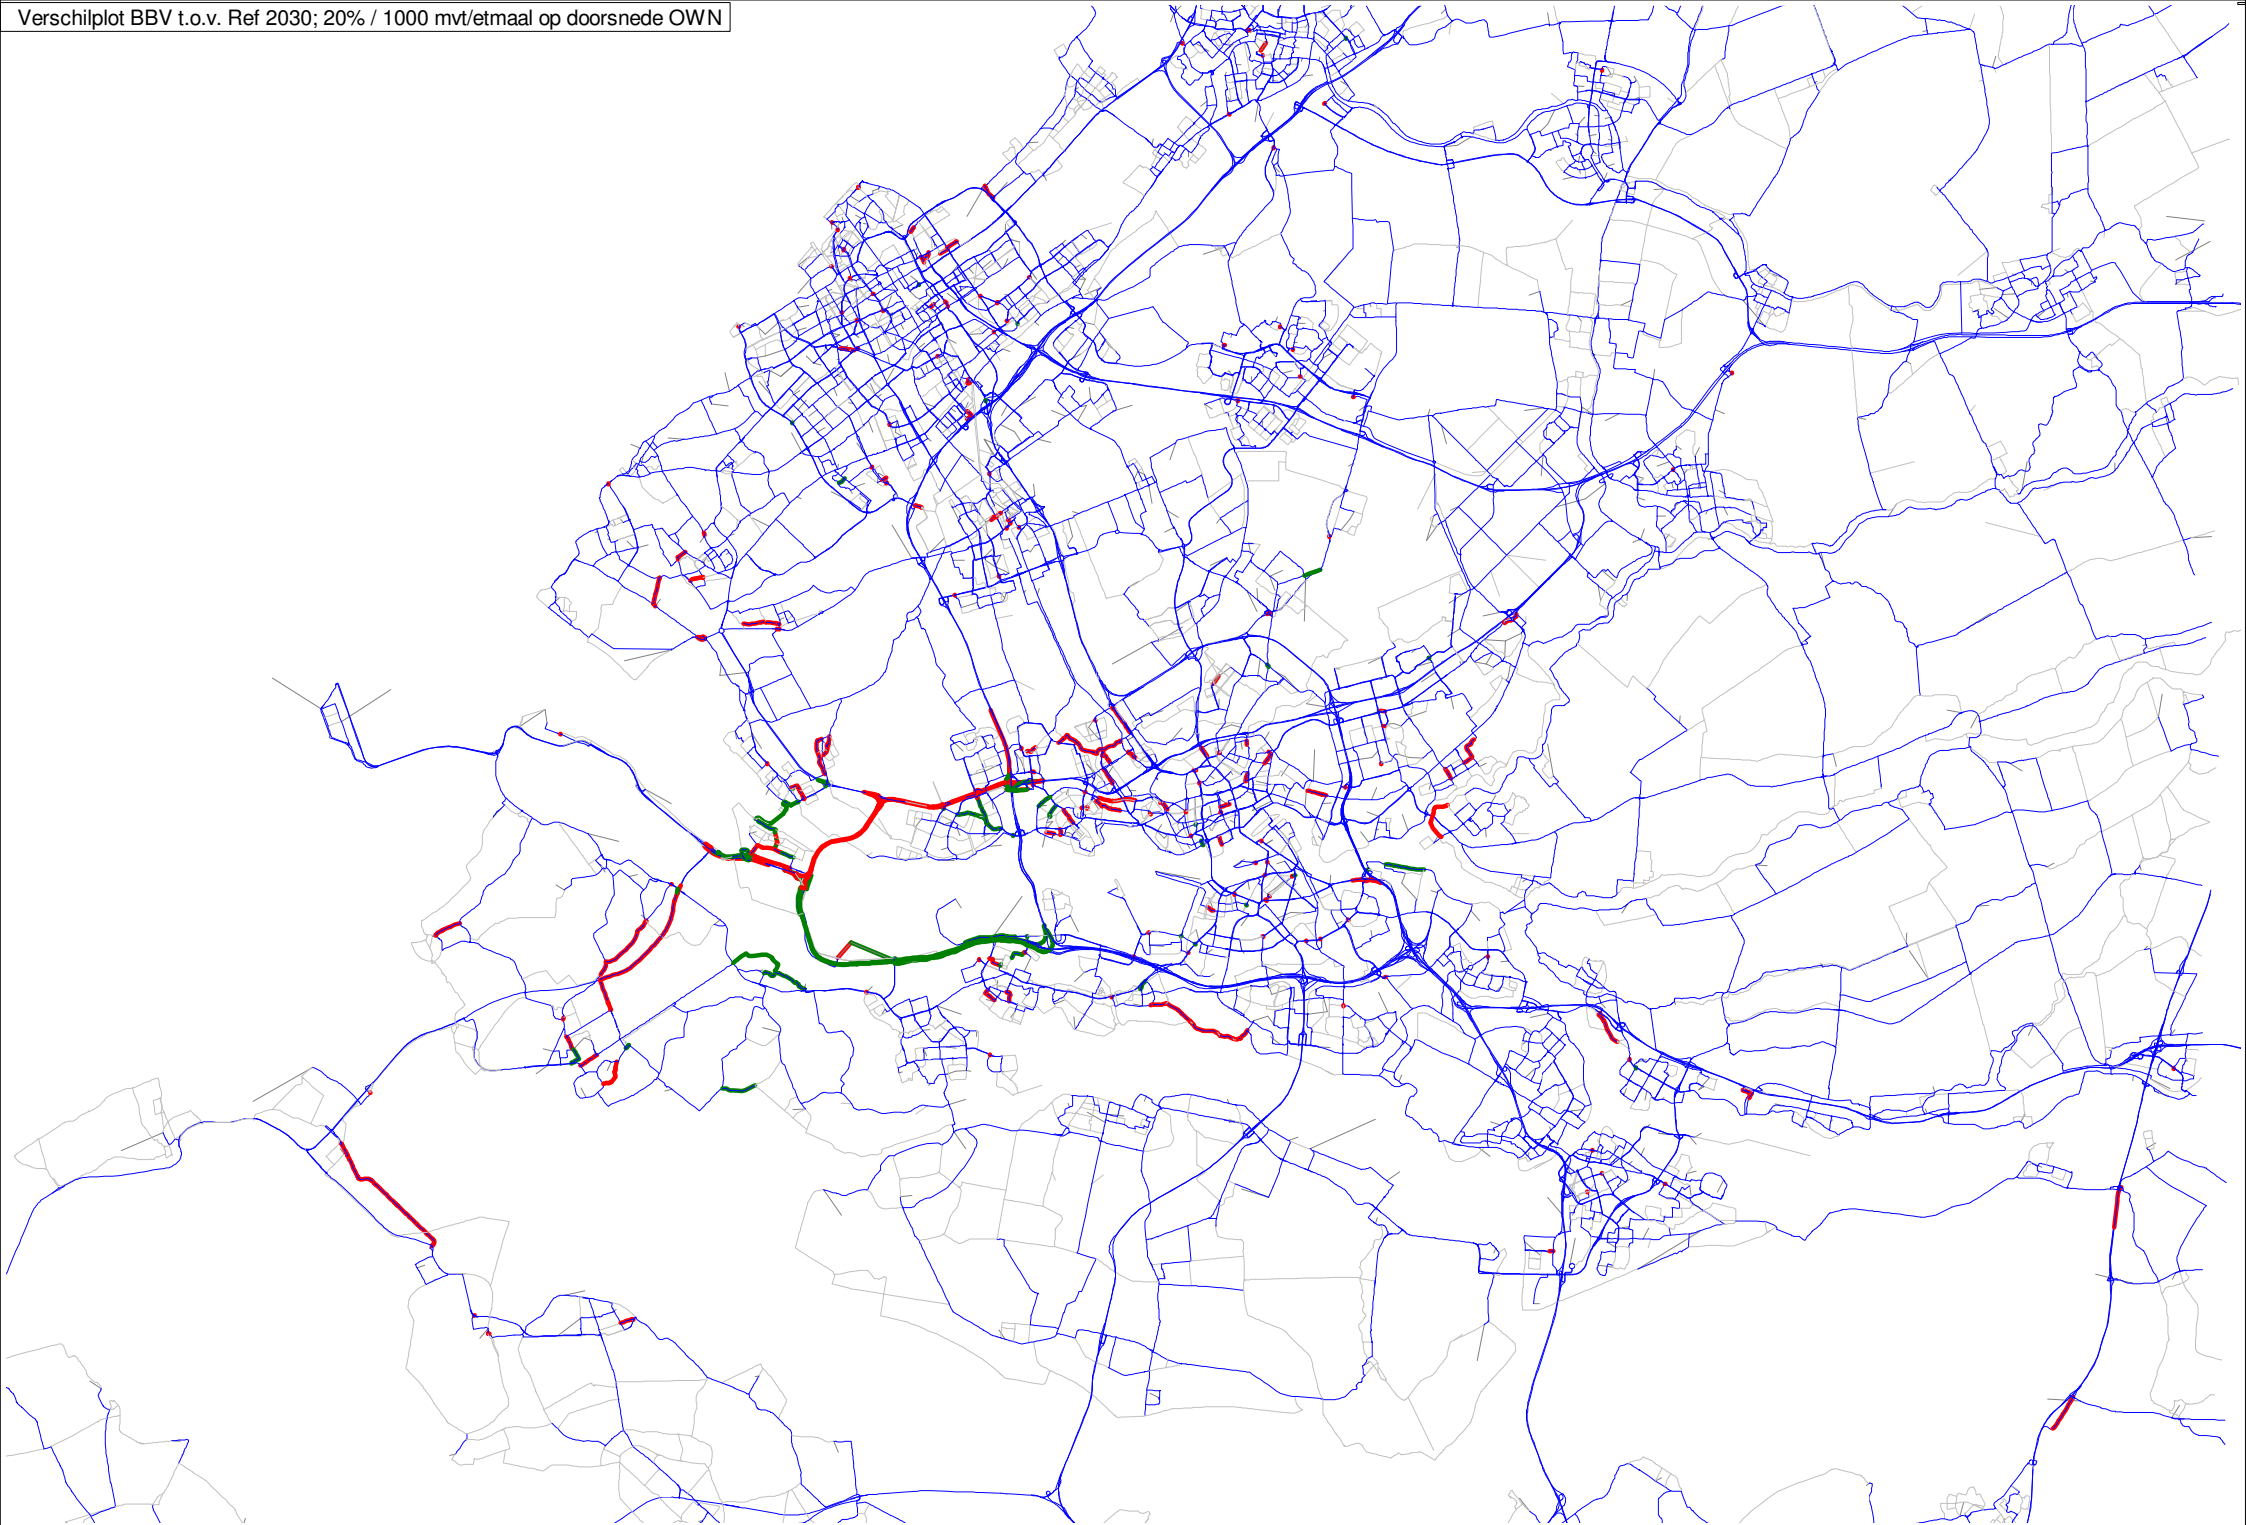 Verschilplot BBV t.o.v. Ref 2030; 20% / 1000 mvt/etmaal op doorsnede OWN